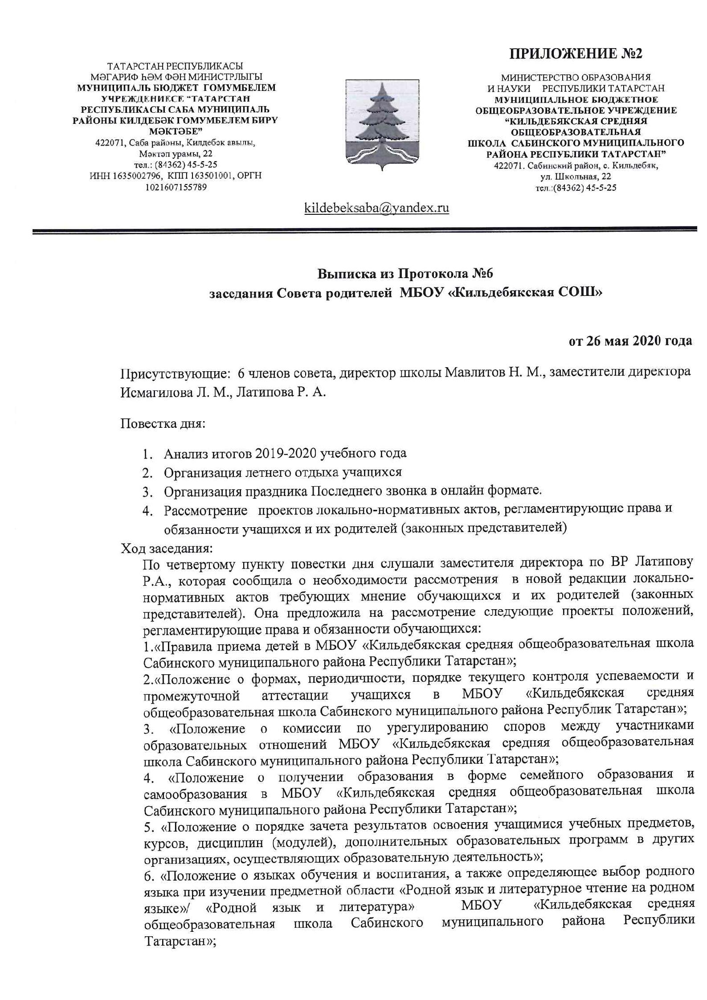 ПРИЛОЖЕНИЕ №2
ТАТАРСТАН РЕСПУБЛИКАСЫ
МӘГАРИФ ҺӘМ ФӘН МИНИСТРЛЫГЫ
МУНИЦИПАЛЬ БЮДЖЕТ ГОМУМБЕЛЕМ
УЧРЕЖДЕНИЕСЕ “ТАТАРСТАН
РЕСПУБЛИКАСЫ САБА МУНИЦИПАЛЬ
РАЙОНЫ КИЛДЕБӘК ГОМУМБЕЛЕМ БИРҮ
МӘКТӘБЕ”
422071, Саба районы, Килдебәк авылы,
Мәктәп урамы, 22
тел.: (84362) 45-5-25
ИНН 1635002796, КПП 163501001, ОРГН
1021607155789
МИНИСТЕРСТВО ОБРАЗОВАНИЯ
И НАУКИ РЕСПУБЛИКИ ТАТАРСТАН
МУНИЦИПАЛЬНОЕ БЮДЖЕТНОЕ
ОБЩЕОБРАЗОВАТЕЛЬНОЕ УЧРЕЖДЕНИЕ
“КИЛЬДЕБЯКСКАЯ СРЕДНЯЯ
ОБЩЕОБРАЗОВАТЕЛЬНАЯ
ШКОЛА САБИНСКОГО МУНИЦИПАЛЬНОГО
РАЙОНА РЕСПУБЛИКИ ТАТАРСТАН”
422071. Сабинский район, с. Кильдебяк,
ул. Школьная, 22
тел.:(84362) 45-5-25
kildebeksaba@yandex.ru
Выписка из Протокола №6
заседания Совета родителей МБОУ «Кильдебякская СОШ»
от 26 мая 2020 года
Присутствующие: 6 членов совета, директор школы Мавлитов Н. М., заместители директора
Исмагилова Л. М., Латипова Р. А.
Повестка дня:
1. Анализ итогов 2019-2020 учебного года
2. Организация летнего отдыха учащихся
3. Организация праздника Последнего звонка в онлайн формате.
4. Рассмотрение проектов локально-нормативных актов, регламентирующие права и
обязанности учащихся и их родителей (законных представителей)
Ход заседания:
По четвертому пункту повестки дня слушали заместителя директора по ВР Латипову
Р.А., которая сообщила о необходимости рассмотрения в новой редакции локально-
нормативных актов требующих мнение обучающихся и их родителей (законных
представителей). Она предложила на рассмотрение следующие проекты положений,
регламентирующие права и обязанности обучающихся:
1.«Правила приема детей в МБОУ «Кильдебякская средняя общеобразовательная школа
Сабинского муниципального района Республики Татарстан»;
2.«Положение о формах, периодичности, порядке текущего контроля успеваемости и
промежуточной аттестации учащихся в МБОУ «Кильдебякская средняя
общеобразовательная школа Сабинского муниципального района Республик Татарстан»;
3. «Положение о комиссии по урегулированию споров между участниками
образовательных отношений МБОУ «Кильдебякская средняя общеобразовательная
школа Сабинского муниципального района Республики Татарстан»;
4. «Положение о получении образования в форме семейного образования и
самообразования в МБОУ «Кильдебякская средняя общеобразовательная школа
Сабинского муниципального района Республики Татарстан»;
5. «Положение о порядке зачета результатов освоения учащимися учебных предметов,
курсов, дисциплин (модулей), дополнительных образовательных программ в других
организациях, осуществляющих образовательную деятельность»;
6. «Положение о языках обучения и воспитания, а также определяющее выбор родного
языка при изучении предметной области «Родной язык и литературное чтение на родном
языке»/ «Родной язык и литература» МБОУ «Кильдебякская средняя
общеобразовательная школа Сабинского муниципального района Республики
Татарстан»;